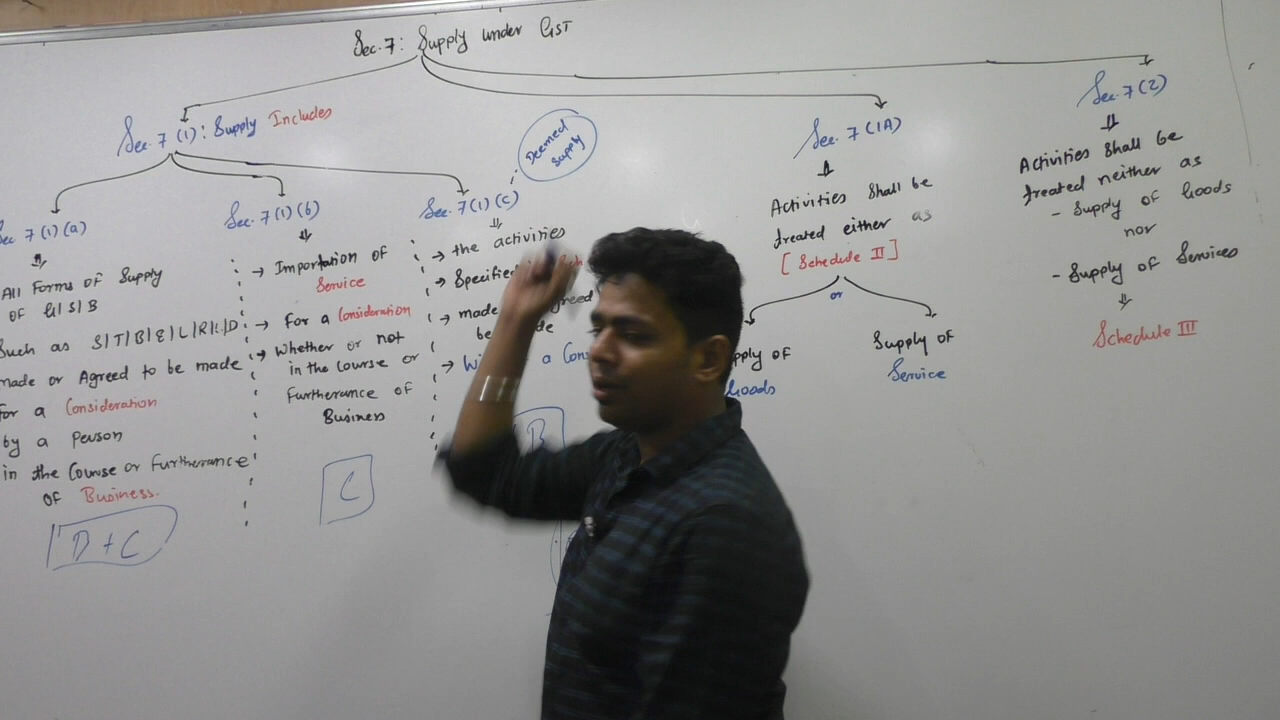 Sec. 7 : Supply under GST
Sec. 7 (1) : Supply Includes
Sec 7 (1) (a)
All Forms of Supply
of G/S/B
Such as S/T/B/E/L/R/L/D
made or Agreed to be made
for a Consideration
by a person
in the Course or Furtherance
of Business.
D + C
Sec. 7 (1) (b)
→ Importation of
Service
→ for a Consideration
→ Whether or not
in the Course or
Furtherance of
Business
C
Deemed
Supply
Sec. 7 (1) (c)
→ the activities
→ Specified
→ made
be
→ a
B
Sec. 7 (1A)
Activities Shall be
treated either as
[ Schedule II ]
or
of
Goods
Supply of
Service
Sec. 7 (2)
Activities Shall be
treated neither as
- Supply of Goods
nor
- Supply of Services
Schedule III